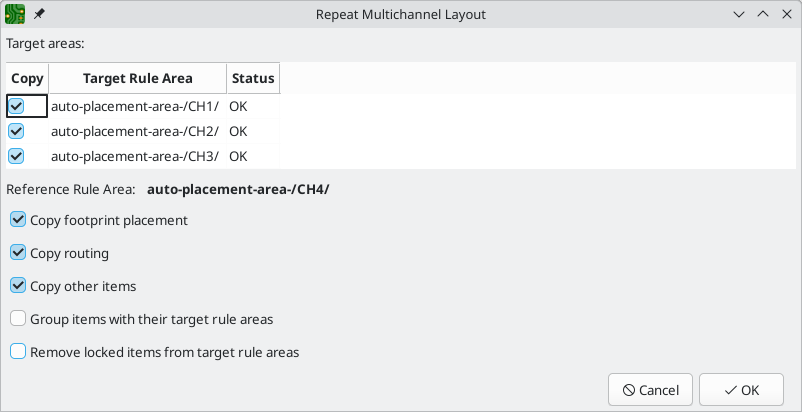 Repeat Multichannel Layout
Target areas:
Copy Target Rule Area Status
auto-placement-area-/CH1/ OK
auto-placement-area-/CH2/ OK
auto-placement-area-/CH3/ OK
Reference Rule Area: auto-placement-area-/CH4/
Copy footprint placement
Copy routing
Copy other items
Group items with their target rule areas
Remove locked items from target rule areas
Cancel OK